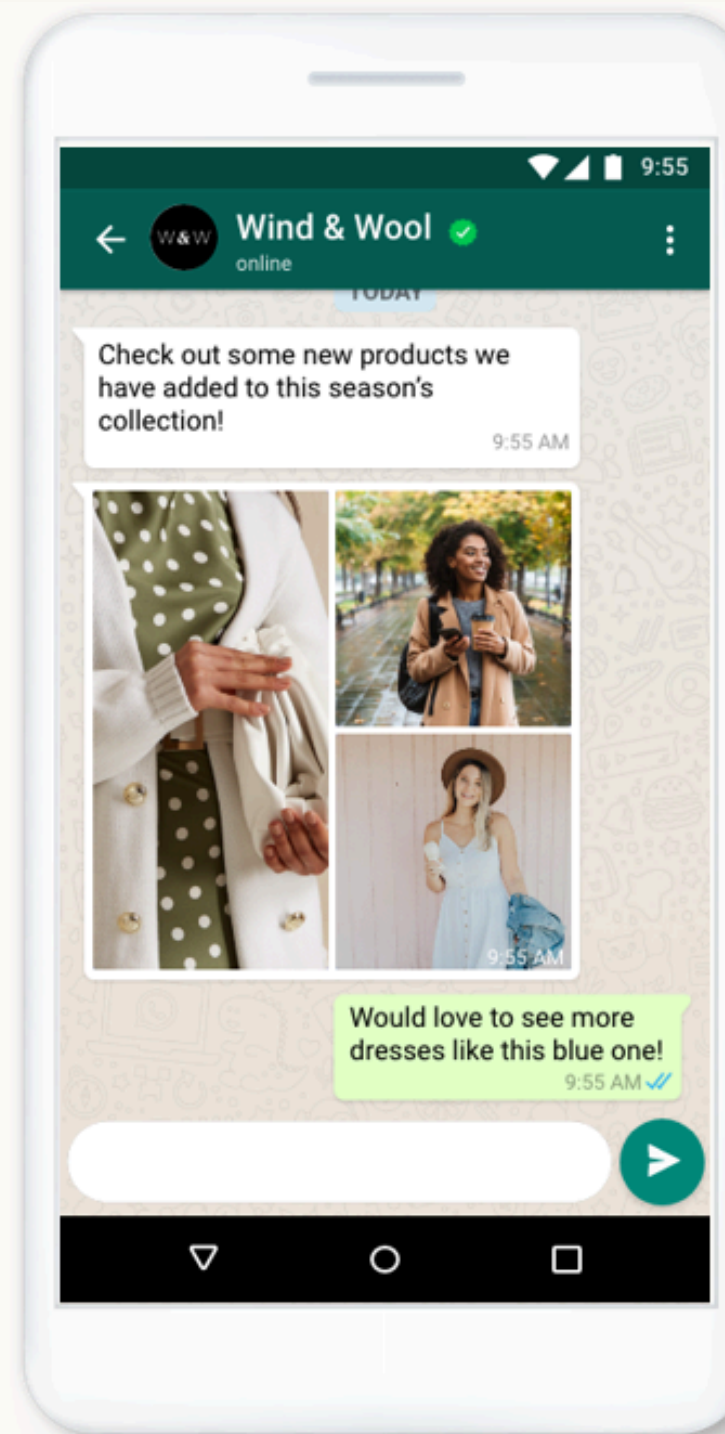 9:55
W&W
Wind & Wool
online
TODAY
Check out some new products we
have added to this season's
collection!
9:55 AM
9:55 AM
Would love to see more
dresses like this blue one!
9:55 AM